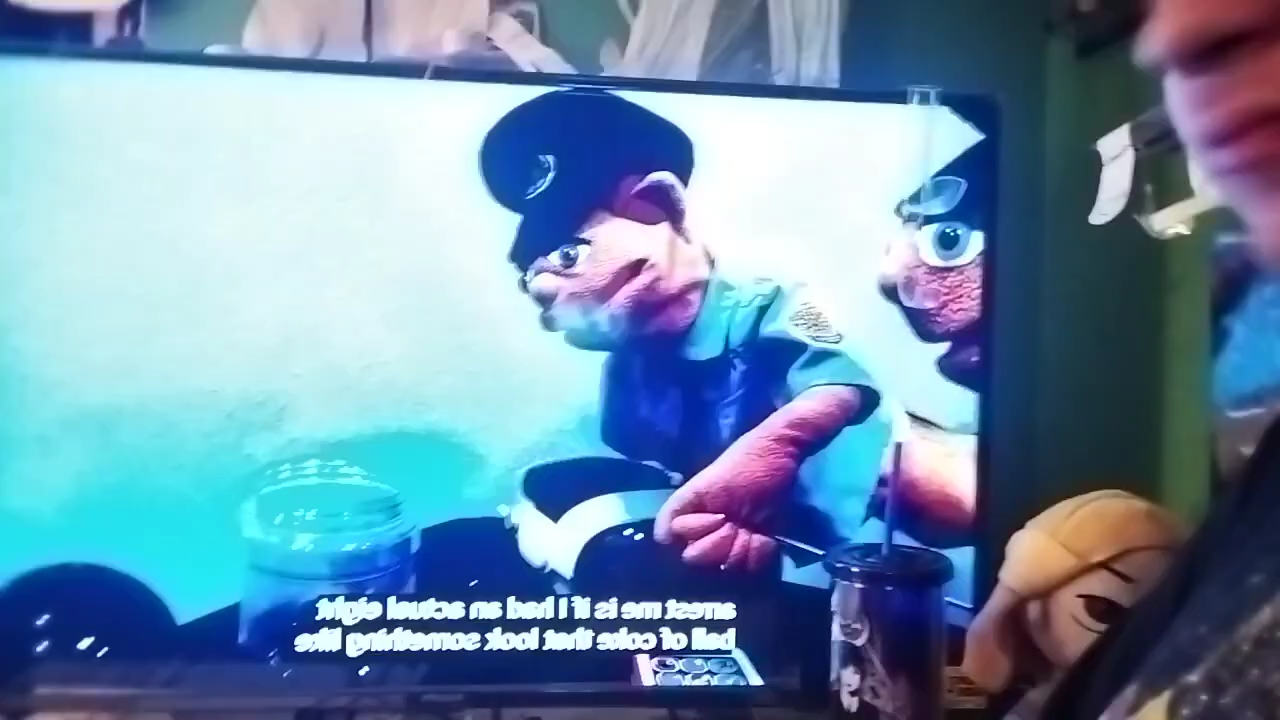 arrest me is if I had an actual eight
ball of coke that look something like